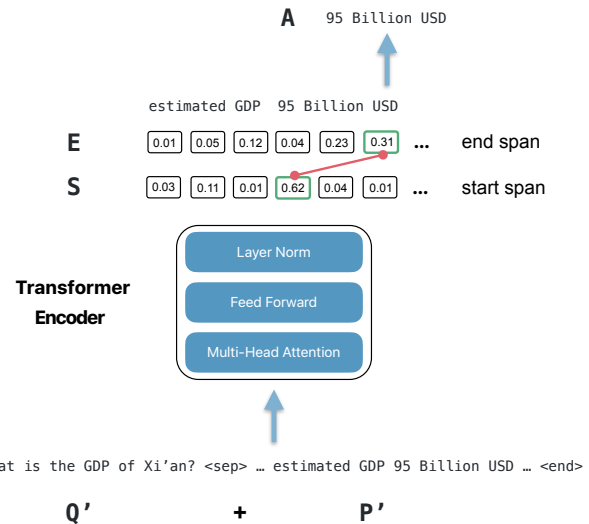 A 95 Billion USD
estimated GDP 95 Billion USD
E 0.01 0.05 0.12 0.04 0.23 0.31 ... end span
S 0.03 0.11 0.01 0.62 0.04 0.01 ... start span
Layer Norm
Transformer
Encoder
Feed Forward
Multi-Head Attention
at is the GDP of Xi’an? <sep> … estimated GDP 95 Billion USD … <end>
Q’ + P’